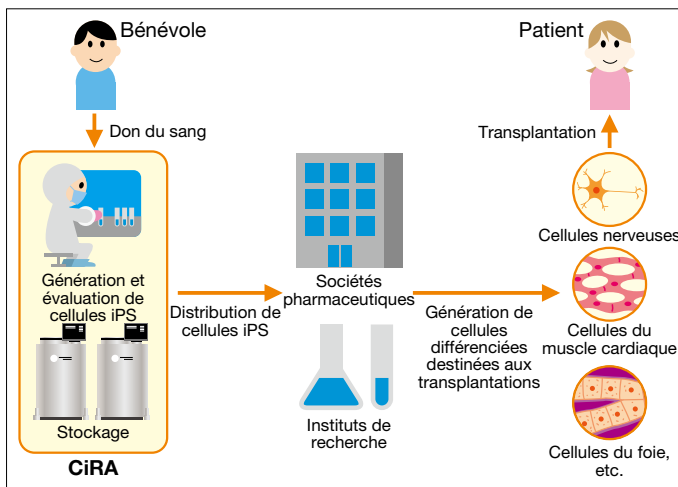 Bénévole
Patient
Don du sang
Transplantation
Génération et
évaluation de
cellules iPS
Stockage
CiRA
Distribution de
cellules iPS
Sociétés
pharmaceutiques
Instituts de
recherche
Génération de
cellules
différenciées
destinées aux
transplantations
Cellules nerveuses
Cellules du
muscle cardiaque
Cellules du foie,
etc.